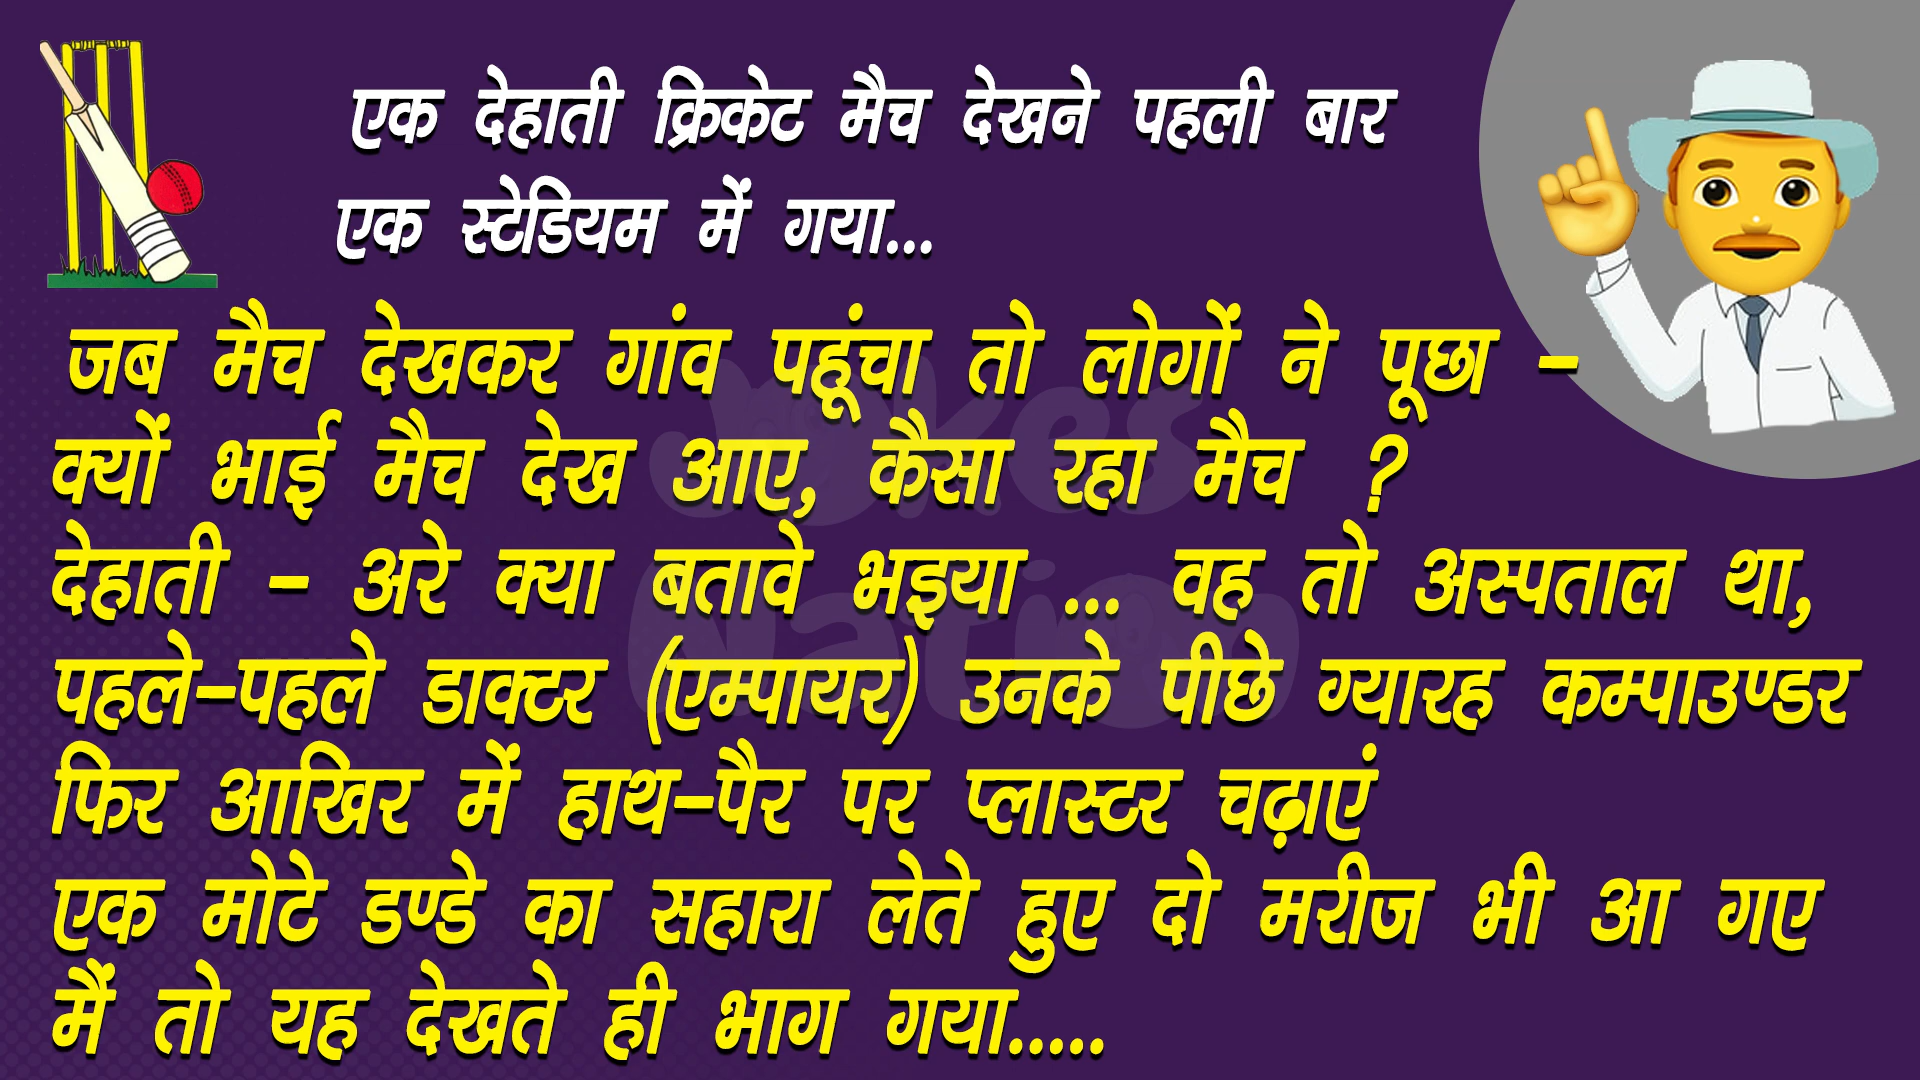 एक देहाती क्रिकेट मैच देखने पहली बार
एक स्टेडियम में गया...
जब मैच देखकर गांव पहूंचा तो लोगों ने पूछा -
क्यों भाई मैच देख आए, कैसा रहा मैच ?
देहाती - अरे क्या बतावे भइया ... वह तो अस्पताल था,
पहले-पहले डाक्टर (एम्पायर) उनके पीछे ग्यारह कम्पाउण्डर
फिर आखिर में हाथ-पैर पर प्लास्टर चढ़ाएं
एक मोटे डण्डे का सहारा लेते हुए दो मरीज भी आ गए
मैं तो यह देखते ही भाग गया.....
Jokes
Nation